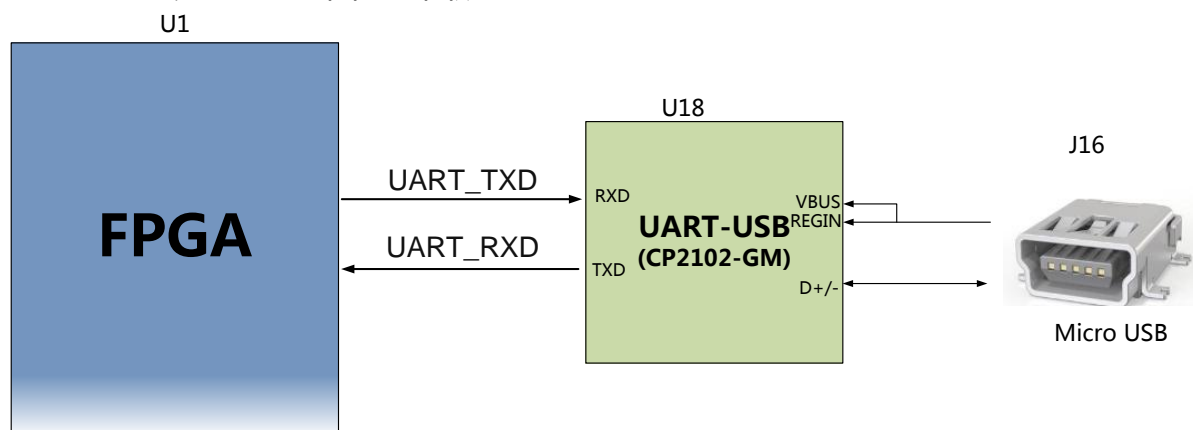 U1
FPGA
UART_TXD
UART_RXD
U18
RXD
TXD
UART-USB
(CP2102-GM)
VBUS
REGIN
D+/-
J16
Micro USB